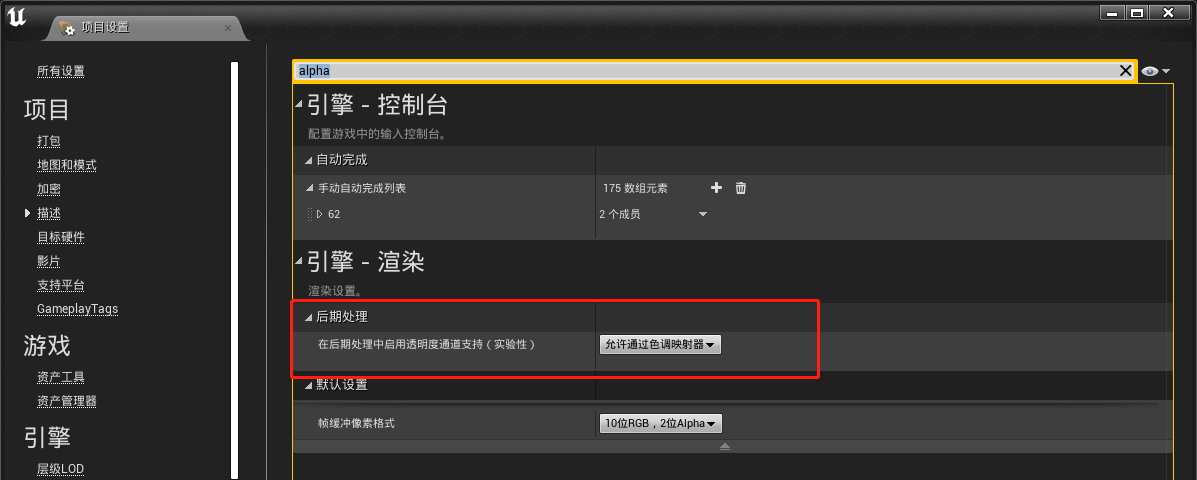 项目设置
所有设置
项目
打包
地图和模式
加密
描述
目标硬件
影片
支持平台
GameplayTags
游戏
资产工具
资产管理器
引擎
层级LOD
alpha
引擎 - 控制台
配置游戏中的输入控制台。
自动完成
手动自动完成列表 175 数组元素
62 2 个成员
引擎 - 渲染
渲染设置。
后期处理
在后期处理中启用透明度通道支持（实验性） 允许通过色调映射器
默认设置
帧缓冲像素格式 10位RGB，2位Alpha